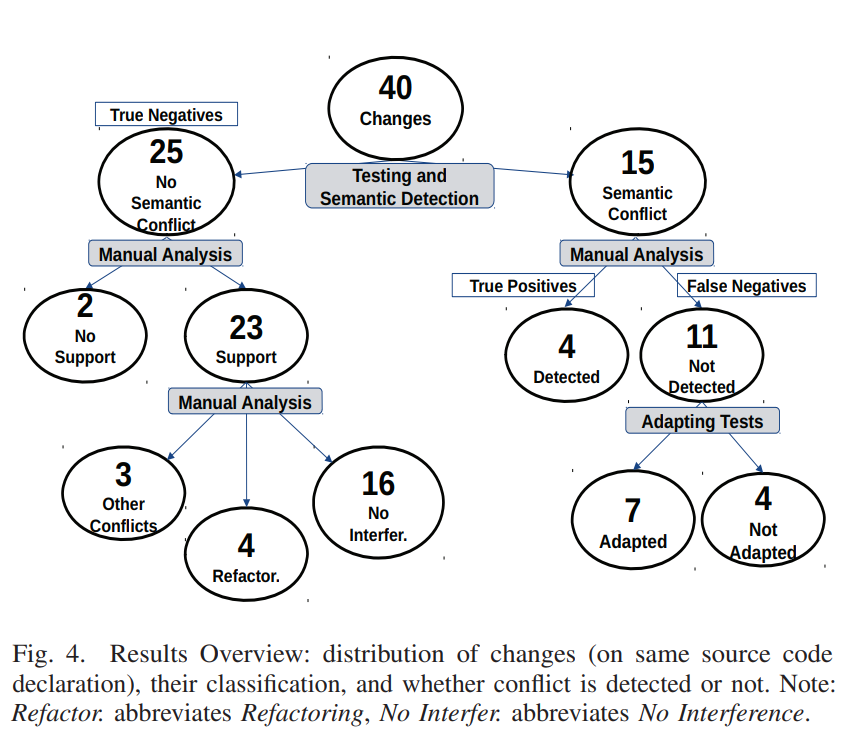 40
Changes
True Negatives
25
No
Semantic
Conflict
Testing and
Semantic Detection
15
Semantic
Conflict
Manual Analysis
Manual Analysis
True Positives
False Negatives
2
No
Support
23
Support
4
Detected
11
Not
Detected
Manual Analysis
Adapting Tests
3
Other
Conflicts
4
Refactor.
16
No
Interfer.
7
Adapted
4
Not
Adapted
Fig. 4. Results Overview: distribution of changes (on same source code
declaration), their classification, and whether conflict is detected or not. Note:
Refactor. abbreviates Refactoring, No Interfer. abbreviates No Interference.